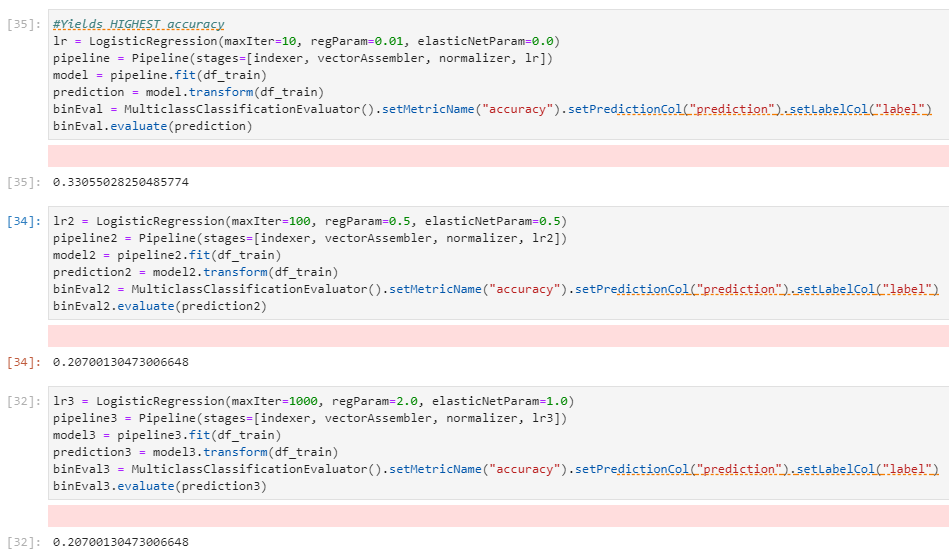 [35]: #Yields HIGHEST accuracy
lr = LogisticRegression(maxIter=10, regParam=0.01, elasticNetParam=0.0)
pipeline = Pipeline(stages=[indexer, vectorAssembler, normalizer, lr])
model = pipeline.fit(df_train)
prediction = model.transform(df_train)
binEval = MulticlassClassificationEvaluator().setMetricName("accuracy").setPredictionCol("prediction").setLabelCol("label")
binEval.evaluate(prediction)
[35]: 0.33055028250485774
[34]: lr2 = LogisticRegression(maxIter=100, regParam=0.5, elasticNetParam=0.5)
pipeline2 = Pipeline(stages=[indexer, vectorAssembler, normalizer, lr2])
model2 = pipeline2.fit(df_train)
prediction2 = model2.transform(df_train)
binEval2 = MulticlassClassificationEvaluator().setMetricName("accuracy").setPredictionCol("prediction").setLabelCol("label")
binEval2.evaluate(prediction2)
[34]: 0.20700130473006648
[32]: lr3 = LogisticRegression(maxIter=1000, regParam=2.0, elasticNetParam=1.0)
pipeline3 = Pipeline(stages=[indexer, vectorAssembler, normalizer, lr3])
model3 = pipeline3.fit(df_train)
prediction3 = model3.transform(df_train)
binEval3 = MulticlassClassificationEvaluator().setMetricName("accuracy").setPredictionCol("prediction").setLabelCol("label")
binEval3.evaluate(prediction3)
[32]: 0.20700130473006648